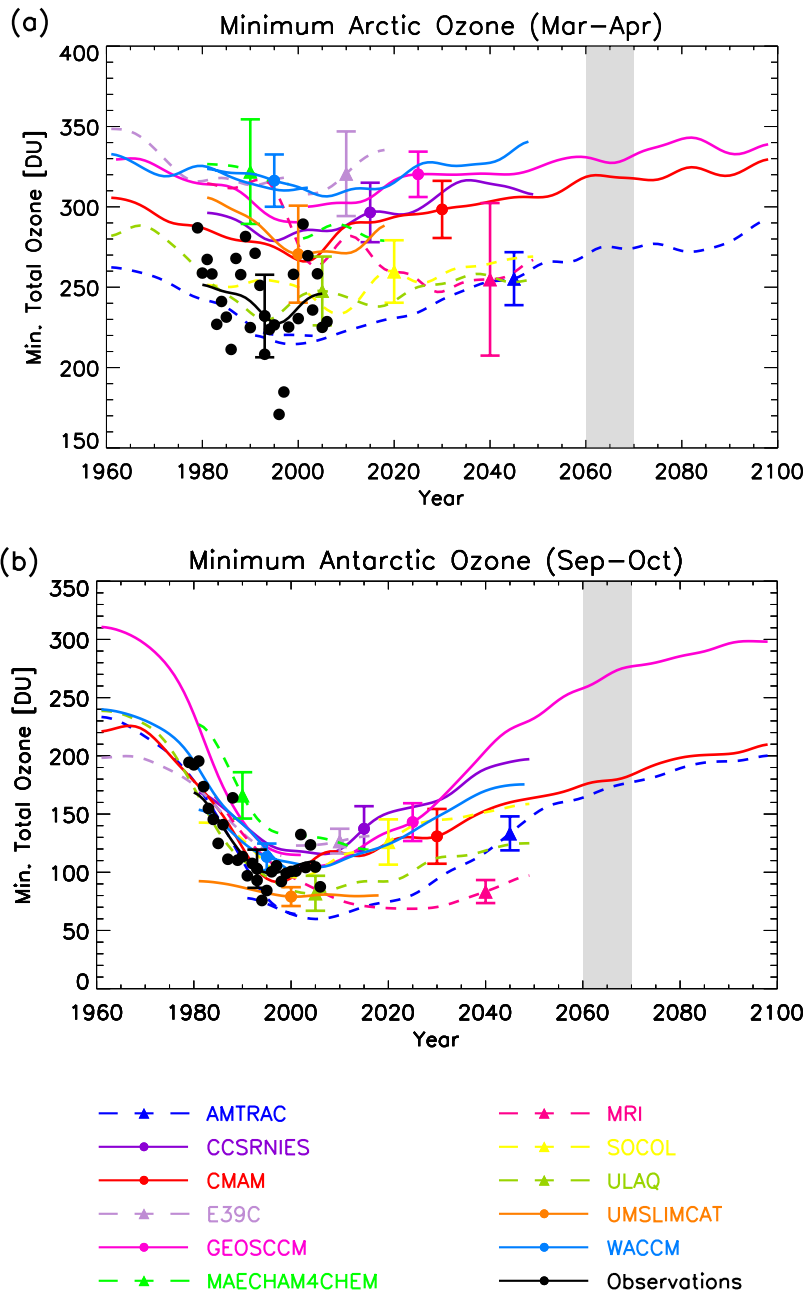 (a)
Minimum Arctic Ozone (Mar-Apr)
400
350
300
250
200
150
Min. Total Ozone [DU]
1960 1980 2000 2020 2040 2060 2080 2100
Year
(b)
Minimum Antarctic Ozone (Sep-Oct)
350
300
250
200
150
100
50
0
Min. Total Ozone [DU]
1960 1980 2000 2020 2040 2060 2080 2100
Year
AMTRAC
CCSRNIES
CMAM
E39C
GEOSCCM
MAECHAM4CHEM
MRI
SOCOL
ULAQ
UMSLIMCAT
WACCM
Observations